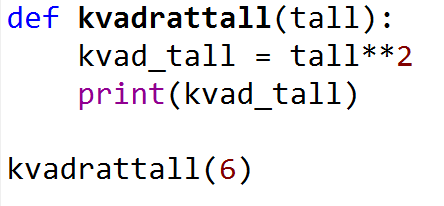 def kvadrattall(tall):
    kvad_tall = tall**2
    print(kvad_tall)
kvadrattall(6)